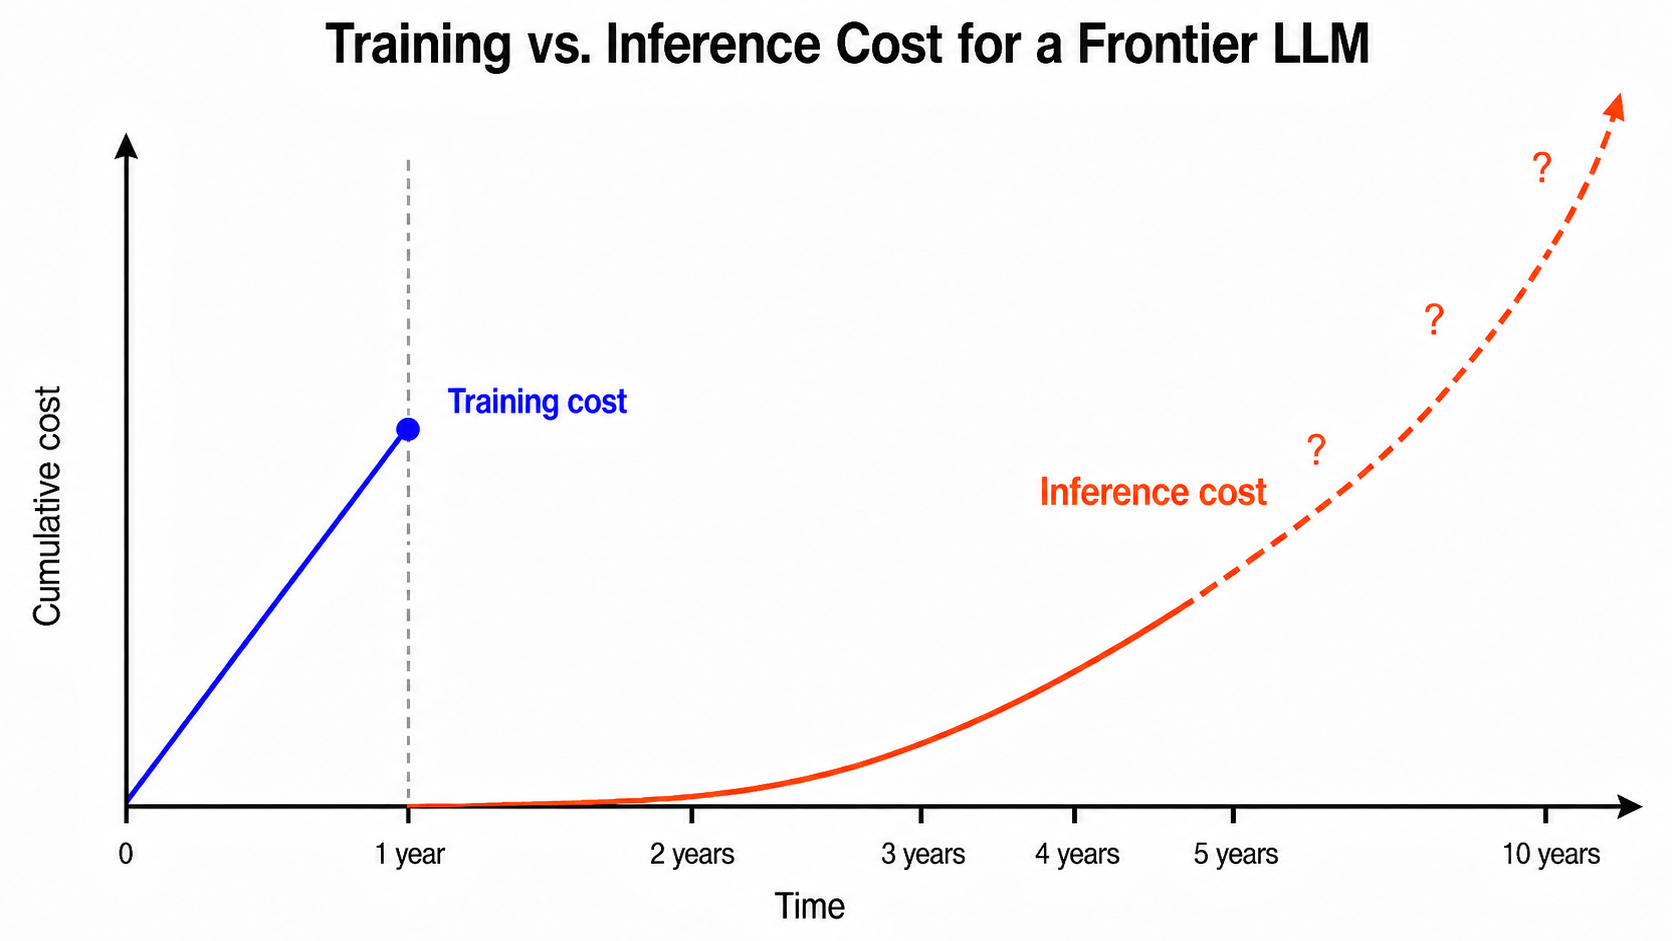 Training vs. Inference Cost for a Frontier LLM
?
?
Training cost
?
Inference cost
Cumulative cost
0
1 year
2 years
3 years
4 years
5 years
10 years
Time